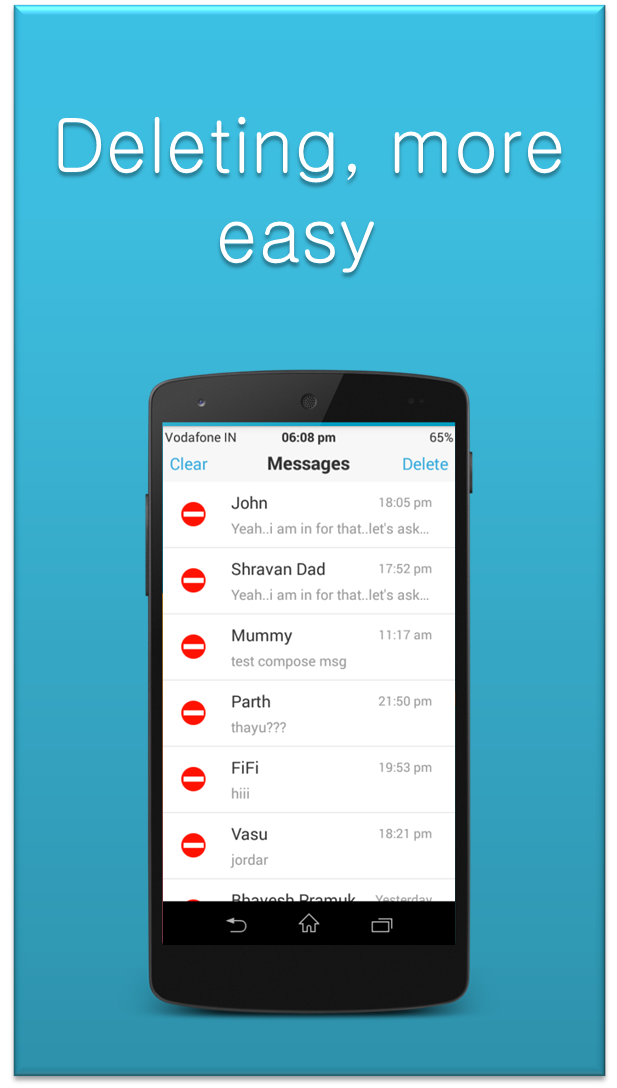 Deleting, more
easy
Vodafone IN 06:08 pm 65%
Clear Messages Delete
John 18:05 pm
Yeah..i am in for that..let's ask...
Shravan Dad 17:52 pm
Yeah..i am in for that..let's ask...
Mummy 11:17 am
test compose msg
Parth 21:50 pm
thayu???
FiFi 19:53 pm
hiii
Vasu 18:21 pm
jordar
Bhavesh Pramuk Yesterday